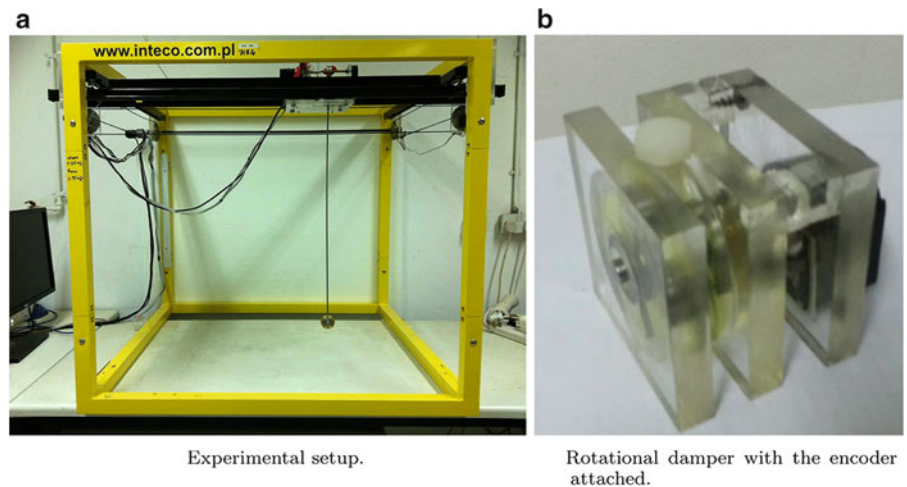 a
b
www.inteco.com.pl
Experimental setup.
Rotational damper with the encoder
attached.